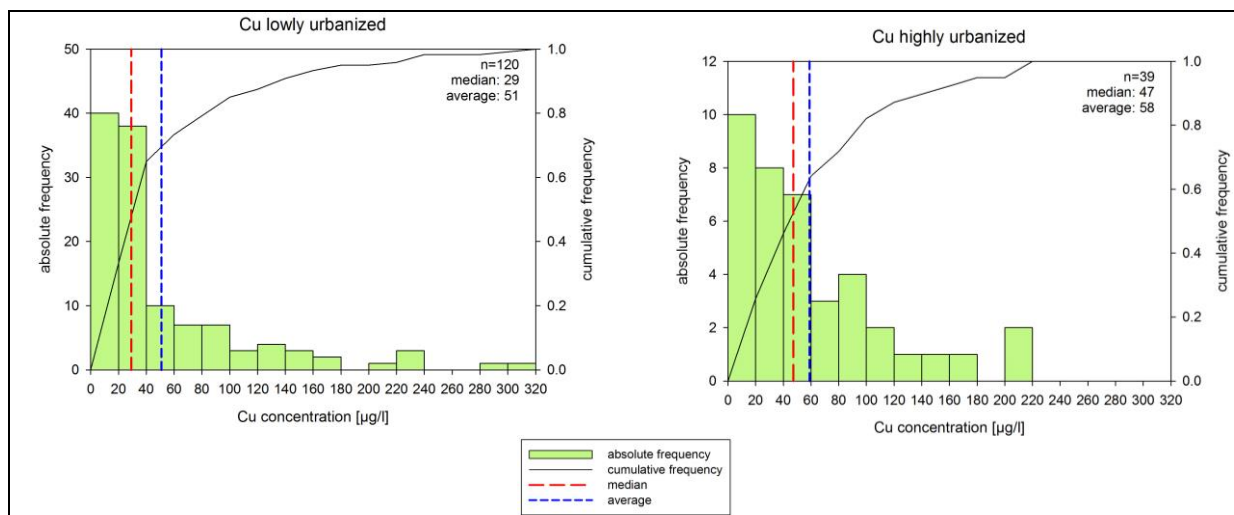 Cu lowly urbanized
n=120
median: 29
average: 51
absolute frequency
50
40
30
20
10
0
cumulative frequency
1.0
0.8
0.6
0.4
0.2
0.0
0 20 40 60 80 100 120 140 160 180 200 220 240 260 280 300 320
Cu concentration [µg/l]
Cu highly urbanized
n=39
median: 47
average: 58
absolute frequency
12
10
8
6
4
2
0
cumulative frequency
1.0
0.8
0.6
0.4
0.2
0.0
0 20 40 60 80 100 120 140 160 180 200 220 240 260 280 300 320
Cu concentration [µg/l]
absolute frequency
cumulative frequency
median
average